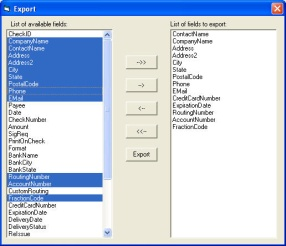 Export
List of available fields:
CheckID
CompanyName
ContactName
Address
Address2
City
State
PostalCode
Phone
EMail
Payee
Date
CheckNumber
Amount
SigReq
PrintOnCheck
Format
BankName
BankCity
BankState
RoutingNumber
AccountNumber
CustomRouting
FractionCode
CreditCardNumber
ExpirationDate
DeliveryDate
DeliveryStatus
ReIssue
-->>
-->
<--
<<--
Export
List of fields to export:
ContactName
CompanyName
Address
Address2
City
State
PostalCode
Phone
EMail
CreditCardNumber
ExpirationDate
RoutingNumber
AccountNumber
FractionCode